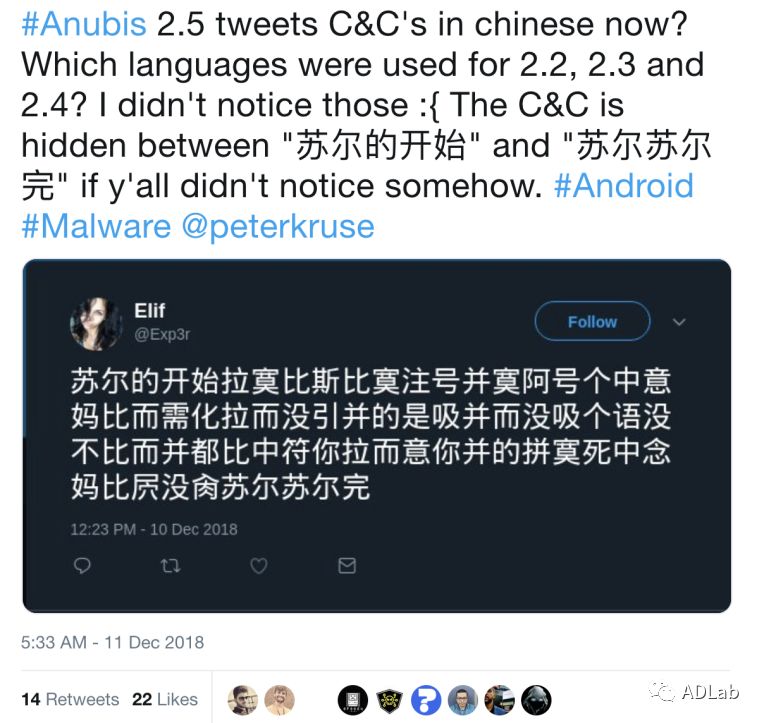 #Anubis 2.5 tweets C&C's in chinese now?
Which languages were used for 2.2, 2.3 and
2.4? I didn't notice those :{ The C&C is
hidden between "苏尔的开始" and "苏尔苏尔
完" if y'all didn't notice somehow. #Android
#Malware @peterkruse
Elif
@Exp3r
Follow
苏尔的开始拉寞比斯比寞注号并寞阿号个中意
妈比而需化拉而没引并的是吸并而没吸个语没
不比而并都比中符你拉而意你并的拼寞死中念
妈比屄没肏苏尔苏尔完
12:23 PM - 10 Dec 2018
5:33 AM - 11 Dec 2018
14 Retweets 22 Likes
ADLab